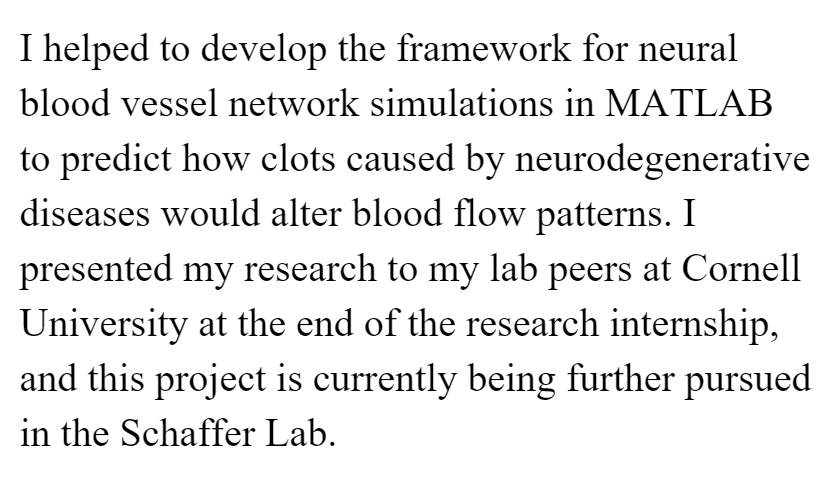 I helped to develop the framework for neural
blood vessel network simulations in MATLAB
to predict how clots caused by neurodegenerative
diseases would alter blood flow patterns. I
presented my research to my lab peers at Cornell
University at the end of the research internship,
and this project is currently being further pursued
in the Schaffer Lab.